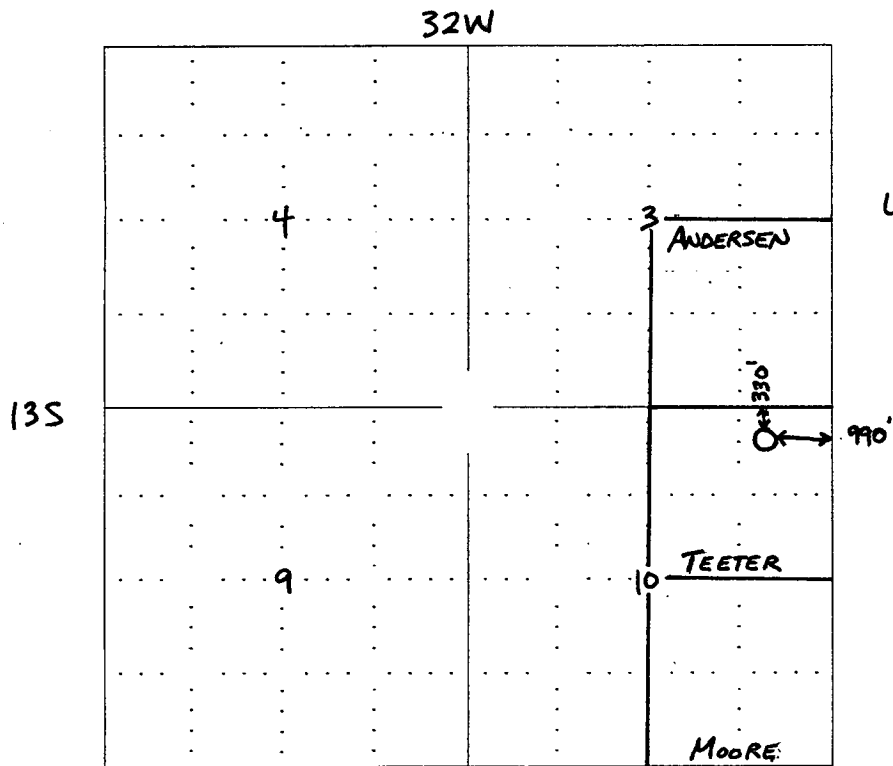 32W
4
3
L
ANDERSEN
330'
13S
990'
TEETER
9
10
MOORE